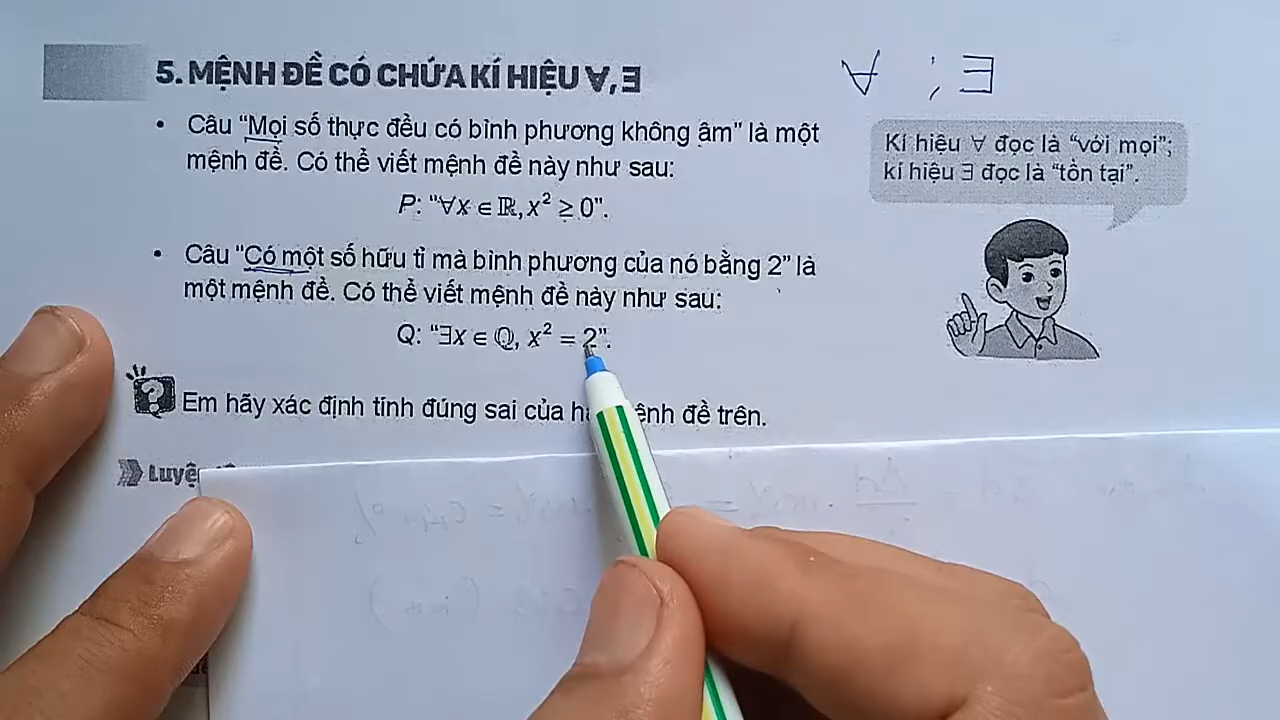 5. MỆNH ĐỀ CÓ CHỨA KÍ HIỆU ∀, ∃
∀ ; ∃
• Câu "Mọi số thực đều có bình phương không âm" là một
mệnh đề. Có thể viết mệnh đề này như sau:
P: "∀x ∈ ℝ, x² ≥ 0".
Kí hiệu ∀ đọc là "với mọi";
kí hiệu ∃ đọc là "tồn tại".
• Câu "Có một số hữu tỉ mà bình phương của nó bằng 2" là
một mệnh đề. Có thể viết mệnh đề này như sau:
Q: "∃x ∈ ℚ, x² = 2".
Em hãy xác định tính đúng sai của đề trên.